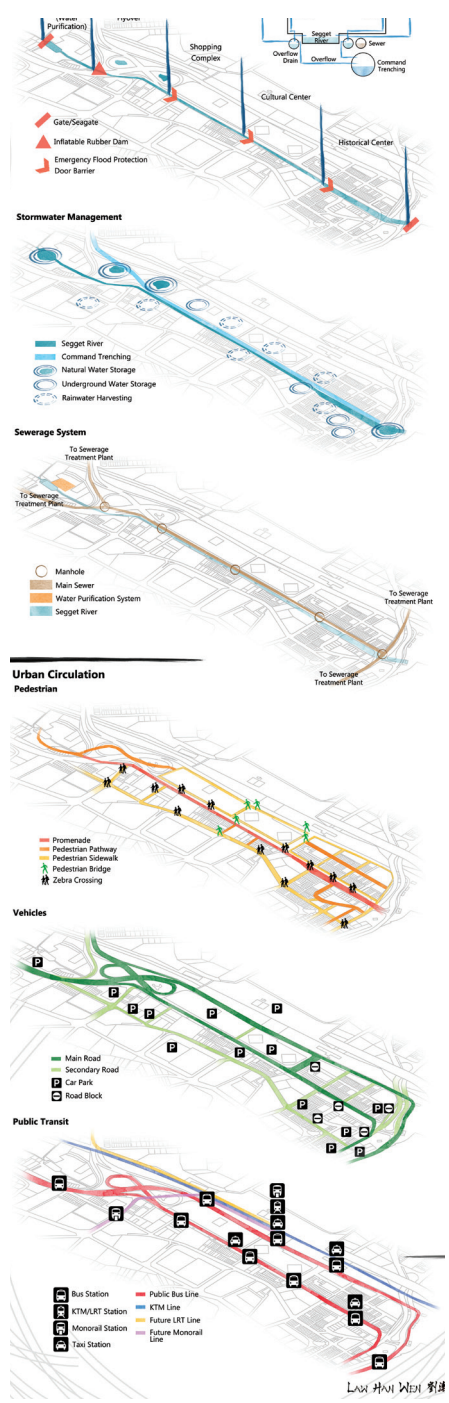 (Water
Purification)
Flyover
Shopping
Complex
Cultural Center
Historical Center
Segget
River
Sewer
Overflow
Drain
Overflow
Command
Trenching
Gate/Seagate
Inflatable Rubber Dam
Emergency Flood Protection
Door Barrier
Stormwater Management
Segget River
Command Trenching
Natural Water Storage
Underground Water Storage
Rainwater Harvesting
Sewerage System
To Sewerage
Treatment Plant
To Sewerage
Treatment Plant
Manhole
Main Sewer
Water Purification System
Segget River
To Sewerage
Treatment Plant
To Sewerage
Treatment Plant
Urban Circulation
Pedestrian
Promenade
Pedestrian Pathway
Pedestrian Sidewalk
Pedestrian Bridge
Zebra Crossing
Vehicles
P
P
P
P
P
P
P
P
P
P
P
P
P
P
Main Road
Secondary Road
P Car Park
Road Block
Public Transit
Bus Station
KTM/LRT Station
Monorail Station
Taxi Station
Public Bus Line
KTM Line
Future LRT Line
Future Monorail
Line
LAW HAN WEN 劉